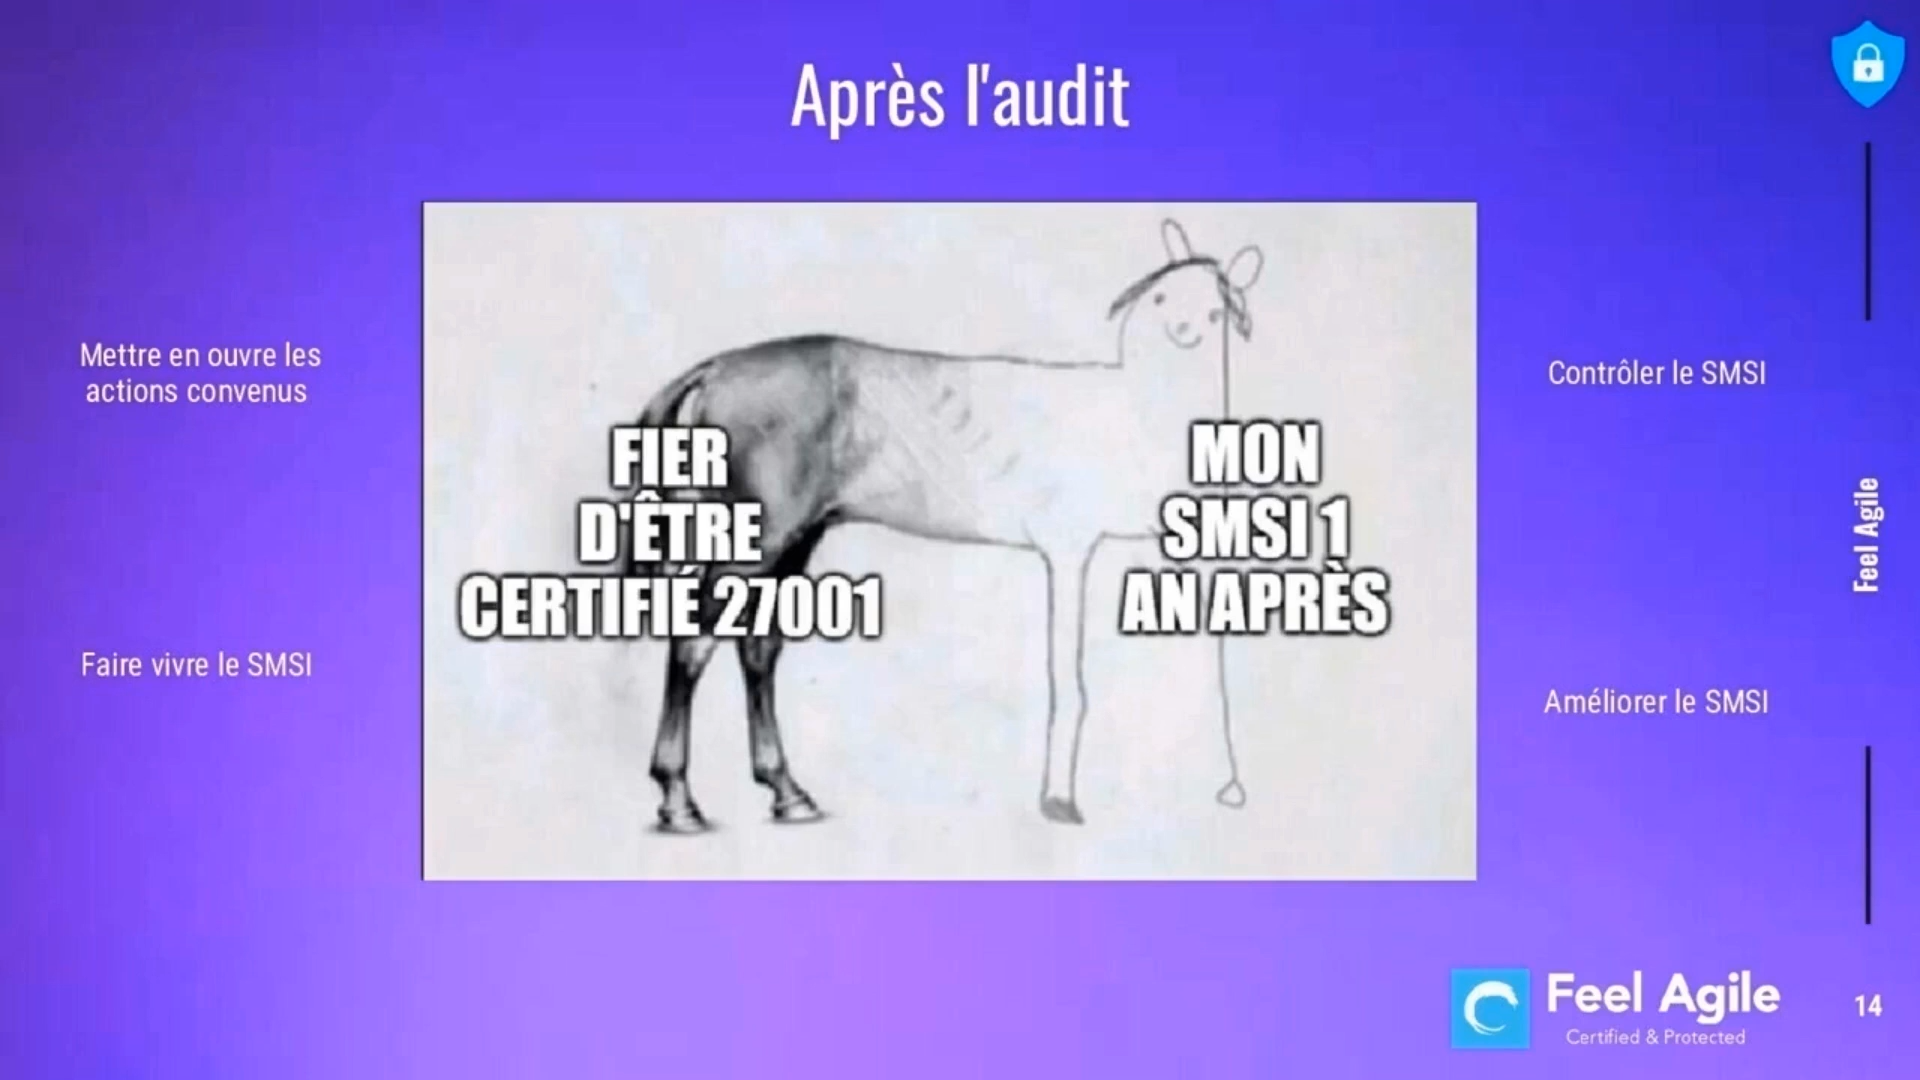 Après l'audit
Mettre en ouvre les
actions convenus
Faire vivre le SMSI
FIER
D'ÊTRE
CERTIFIÉ 27001
MON
SMSI 1
AN APRÈS
Contrôler le SMSI
Améliorer le SMSI
Feel Agile
Feel Agile
Certified & Protected
14